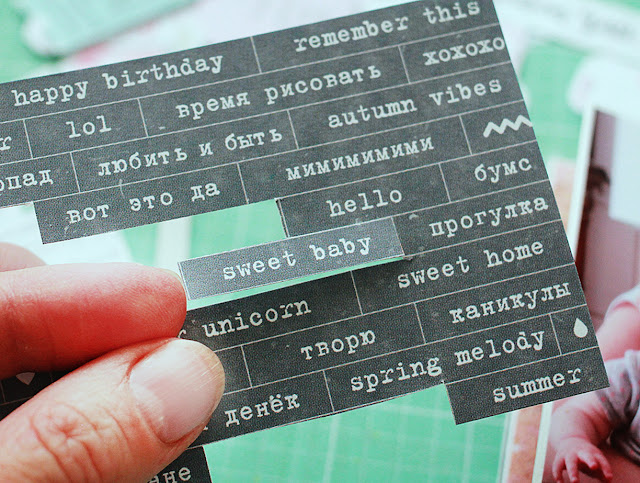 happy birthday remember this
lol время рисовать хохохо
любить и быть autumn vibes
вот это да мимимимими бумс
hello прогулка
sweet baby sweet home
unicorn творю каникулы
денёк spring melody
summer